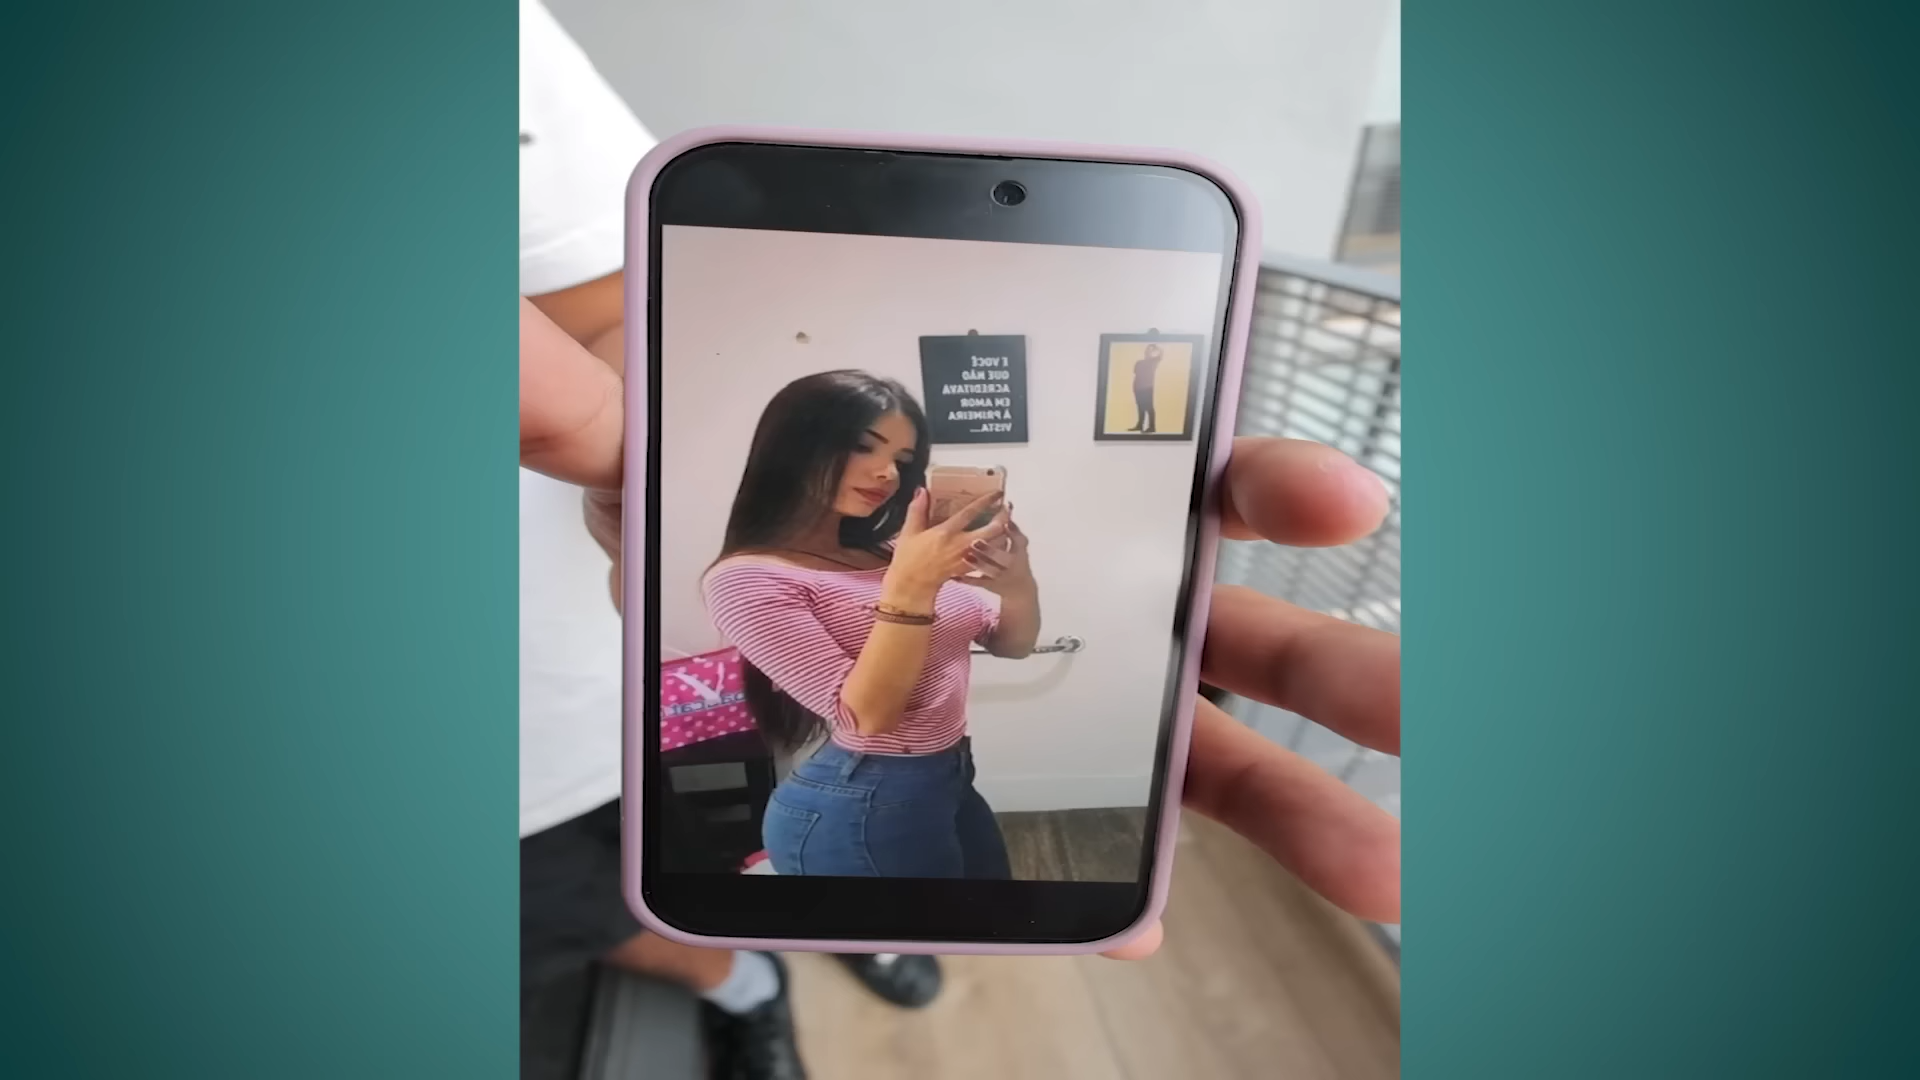 E VOCÊ
QUE NÃO
ACREDITAVA
EM AMOR
À PRIMEIRA
VISTA...